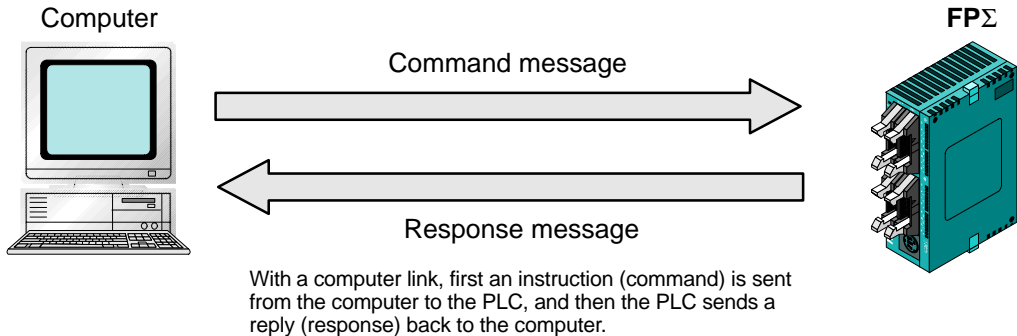 Computer
FPΣ
Command message
Response message
With a computer link, first an instruction (command) is sent
from the computer to the PLC, and then the PLC sends a
reply (response) back to the computer.